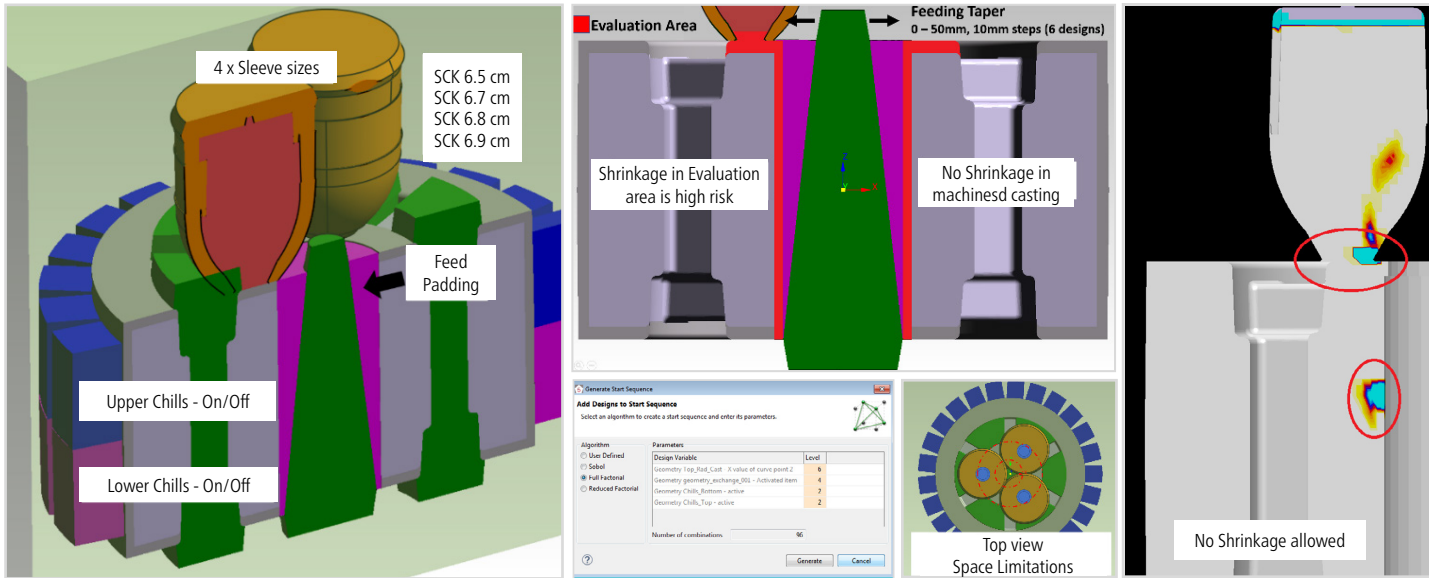 4 x Sleeve sizes
SCK 6.5 cm
SCK 6.7 cm
SCK 6.8 cm
SCK 6.9 cm
Feed
Padding
Upper Chills - On/Off
Lower Chills - On/Off
Evaluation Area
Feeding Taper
0 – 50mm, 10mm steps (6 designs)
Shrinkage in Evaluation
area is high risk
No Shrinkage in
machinesd casting
Z
Y
X
Generate Start Sequence
Add Designs to Start Sequence
Select an algorithm to create a start sequence and enter its parameters.
Algorithm
User Defined
Sobol
Full Factorial
Reduced Factorial
Parameters
Design Variable Level
Geometry Top_Rad_Cast - X value of curve point 2 6
Geometry geometry_exchange_001 - Activated item 4
Geometry Chills_Bottom - active 2
Geometry Chills_Top - active 2
Number of combinations 96
Generate Cancel
Top view
Space Limitations
No Shrinkage allowed